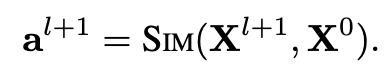 a^{l+1} = SIM(X^{l+1}, X^0).